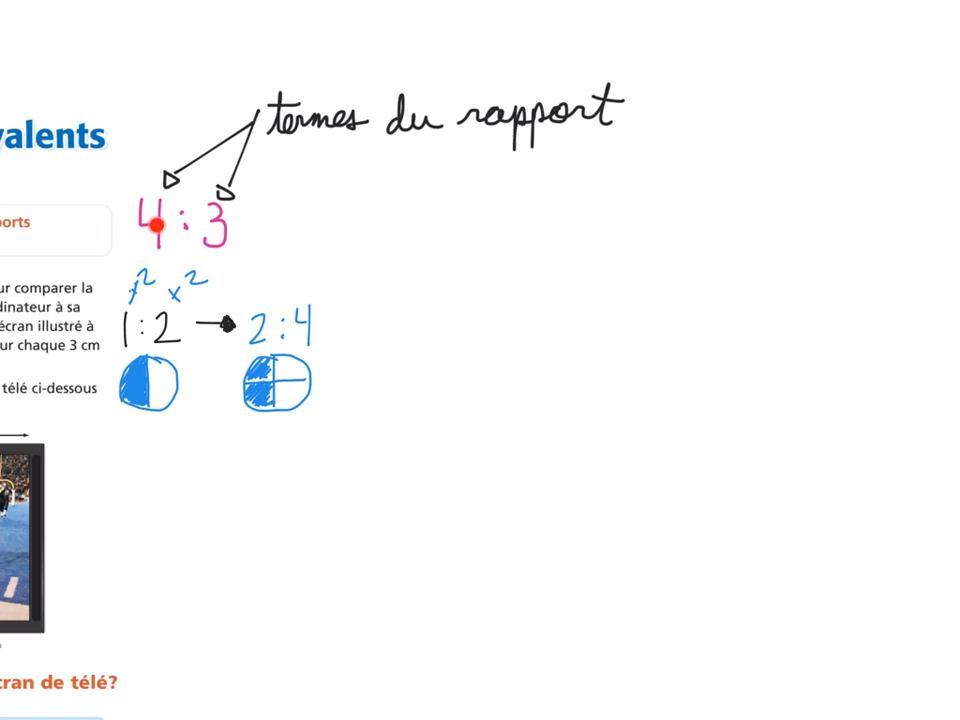 termes du rapport
valents
4 : 3
orts
ur comparer la
x2 x2
dinateur à sa
1 : 2 → 2 : 4
écran illustré à
ur chaque 3 cm
télé ci-dessous
cran de télé?